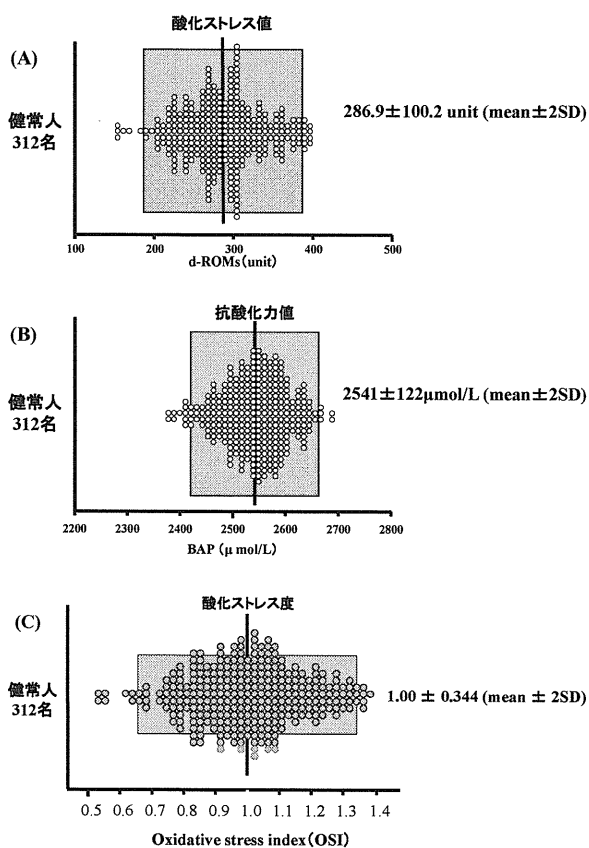 酸化ストレス値
(A)
健常人
312名
286.9±100.2 unit (mean±2SD)
100 200 300 400 500
d-ROMs(unit)
抗酸化力値
(B)
健常人
312名
2541±122μmol/L (mean±2SD)
2200 2300 2400 2500 2600 2700 2800
BAP (μ mol/L)
酸化ストレス度
(C)
健常人
312名
1.00 ± 0.344 (mean ± 2SD)
0.5 0.6 0.7 0.8 0.9 1.0 1.1 1.2 1.3 1.4
Oxidative stress index(OSI)